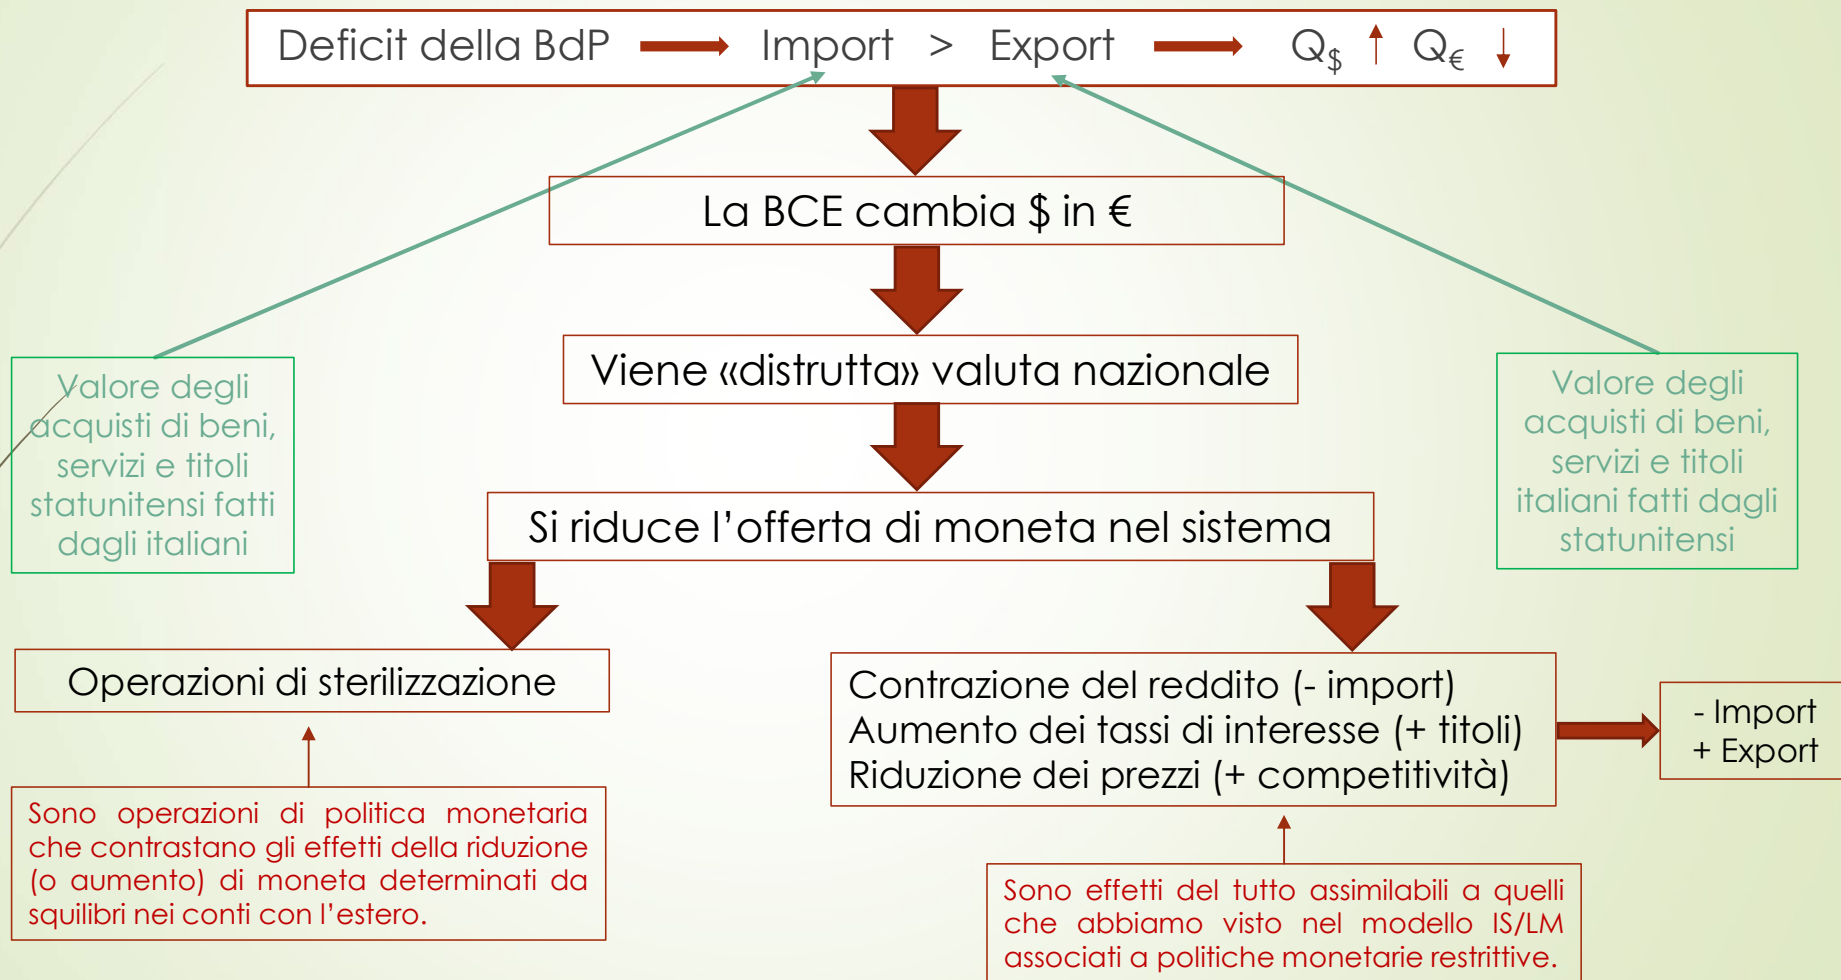 Deficit della BdP Import > Export Q$ Q€
La BCE cambia $ in €
Viene «distrutta» valuta nazionale
Valore degli
acquisti di beni,
servizi e titoli
statunitensi fatti
dagli italiani
Valore degli
acquisti di beni,
servizi e titoli
italiani fatti dagli
statunitensi
Si riduce l’offerta di moneta nel sistema
Operazioni di sterilizzazione
Contrazione del reddito (- import)
Aumento dei tassi di interesse (+ titoli)
Riduzione dei prezzi (+ competitività)
- Import
+ Export
Sono operazioni di politica monetaria
che contrastano gli effetti della riduzione
(o aumento) di moneta determinati da
squilibri nei conti con l’estero.
Sono effetti del tutto assimilabili a quelli
che abbiamo visto nel modello IS/LM
associati a politiche monetarie restrittive.